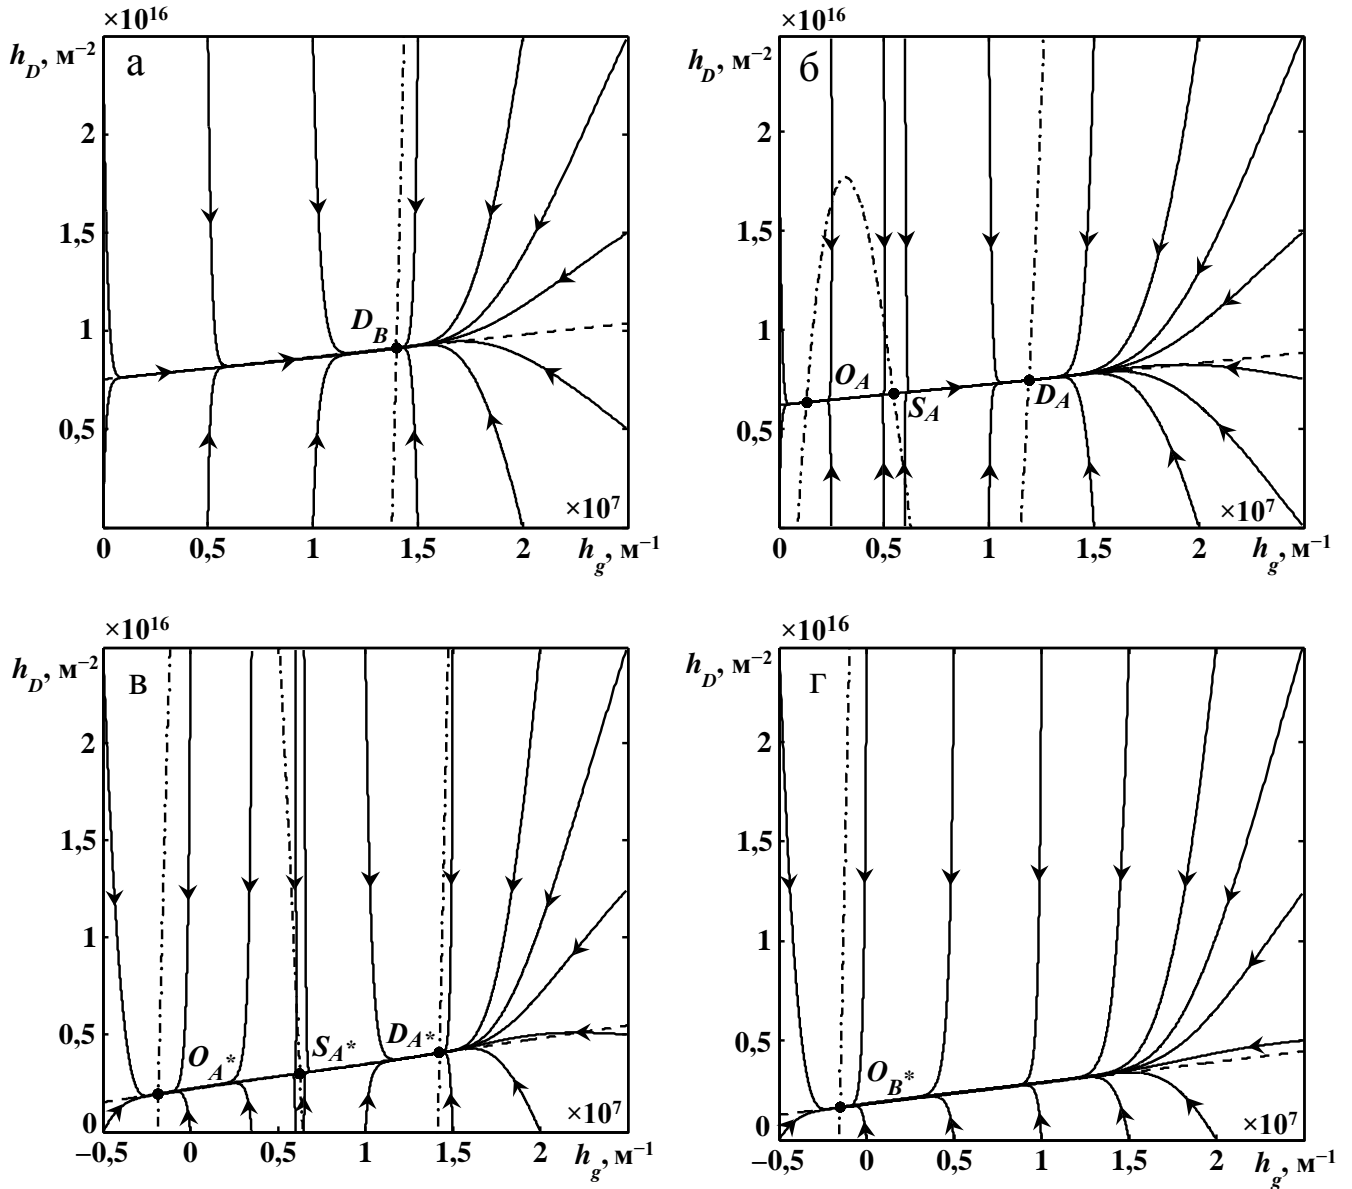 ×10¹⁶
h_D, м⁻²
а
2
1,5
1
0,5
D_B
×10⁷
0 0,5 1 1,5 2 h_g, м⁻¹
×10¹⁶
h_D, м⁻²
б
2
1,5
1
0,5
O_A
S_A
D_A
×10⁷
0 0,5 1 1,5 2 h_g, м⁻¹
×10¹⁶
h_D, м⁻²
в
2
1,5
1
0,5
0
O_A*
S_A*
D_A*
×10⁷
−0,5 0 0,5 1 1,5 2 h_g, м⁻¹
×10¹⁶
h_D, м⁻²
г
2
1,5
1
0,5
0
O_B*
×10⁷
−0,5 0 0,5 1 1,5 2 h_g, м⁻¹